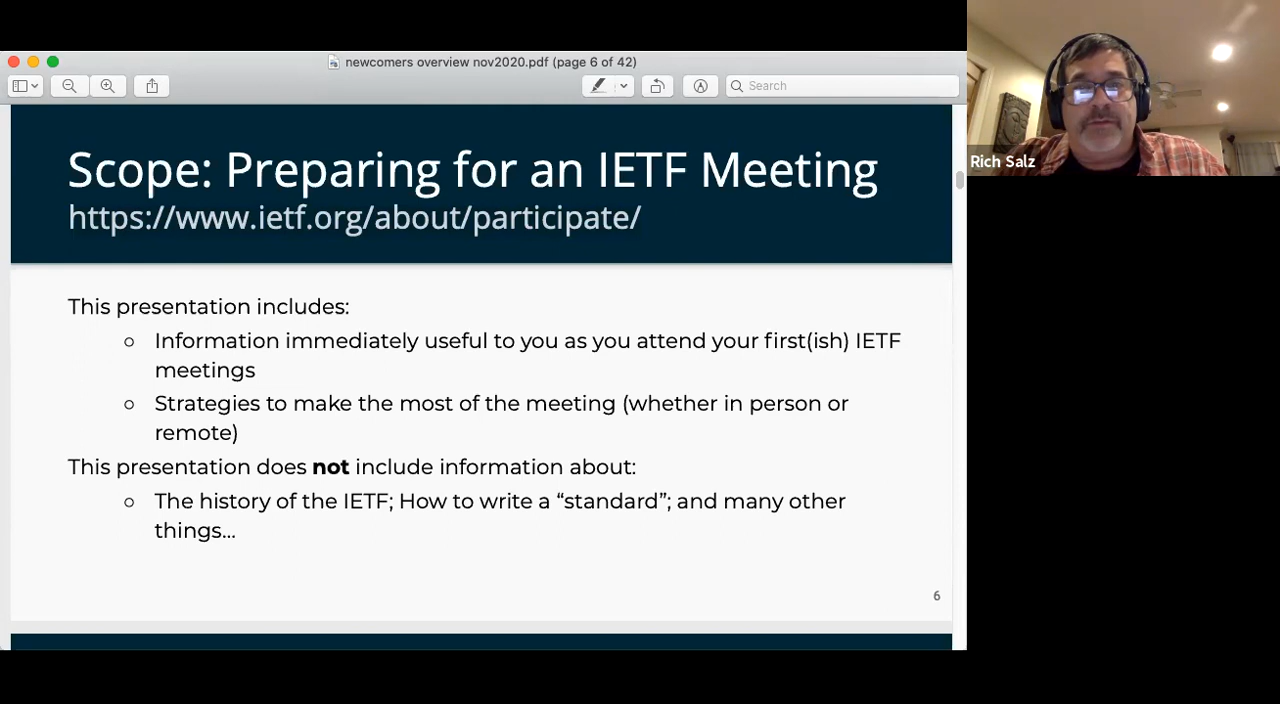 newcomers overview nov2020.pdf (page 6 of 42)
Search
Scope: Preparing for an IETF Meeting
https://www.ietf.org/about/participate/
This presentation includes:
○ Information immediately useful to you as you attend your first(ish) IETF
meetings
○ Strategies to make the most of the meeting (whether in person or
remote)
This presentation does not include information about:
○ The history of the IETF; How to write a “standard”; and many other
things...
6
Rich Salz